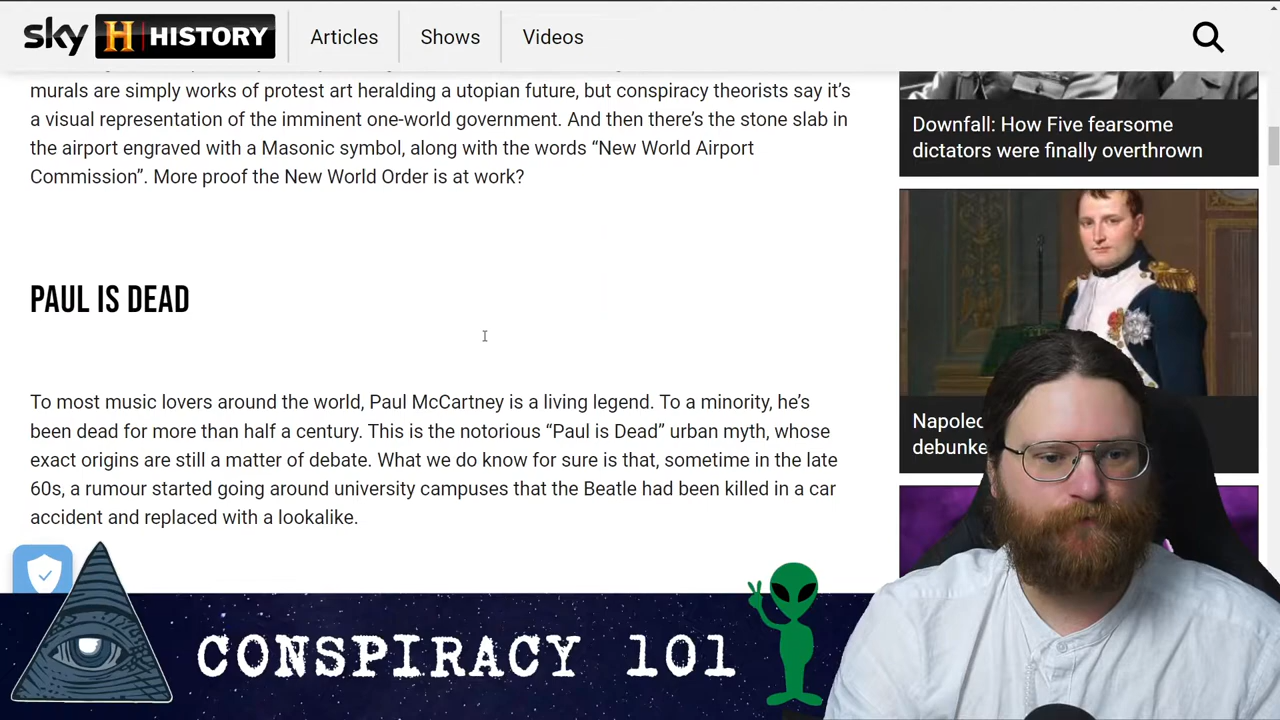 sky HISTORY
Articles
Shows
Videos
murals are simply works of protest art heralding a utopian future, but conspiracy theorists say it’s
a visual representation of the imminent one-world government. And then there’s the stone slab in
the airport engraved with a Masonic symbol, along with the words “New World Airport
Commission”. More proof the New World Order is at work?
PAUL IS DEAD
To most music lovers around the world, Paul McCartney is a living legend. To a minority, he’s
been dead for more than half a century. This is the notorious “Paul is Dead” urban myth, whose
exact origins are still a matter of debate. What we do know for sure is that, sometime in the late
60s, a rumour started going around university campuses that the Beatle had been killed in a car
accident and replaced with a lookalike.
Downfall: How Five fearsome
dictators were finally overthrown
CONSPIRACY 101